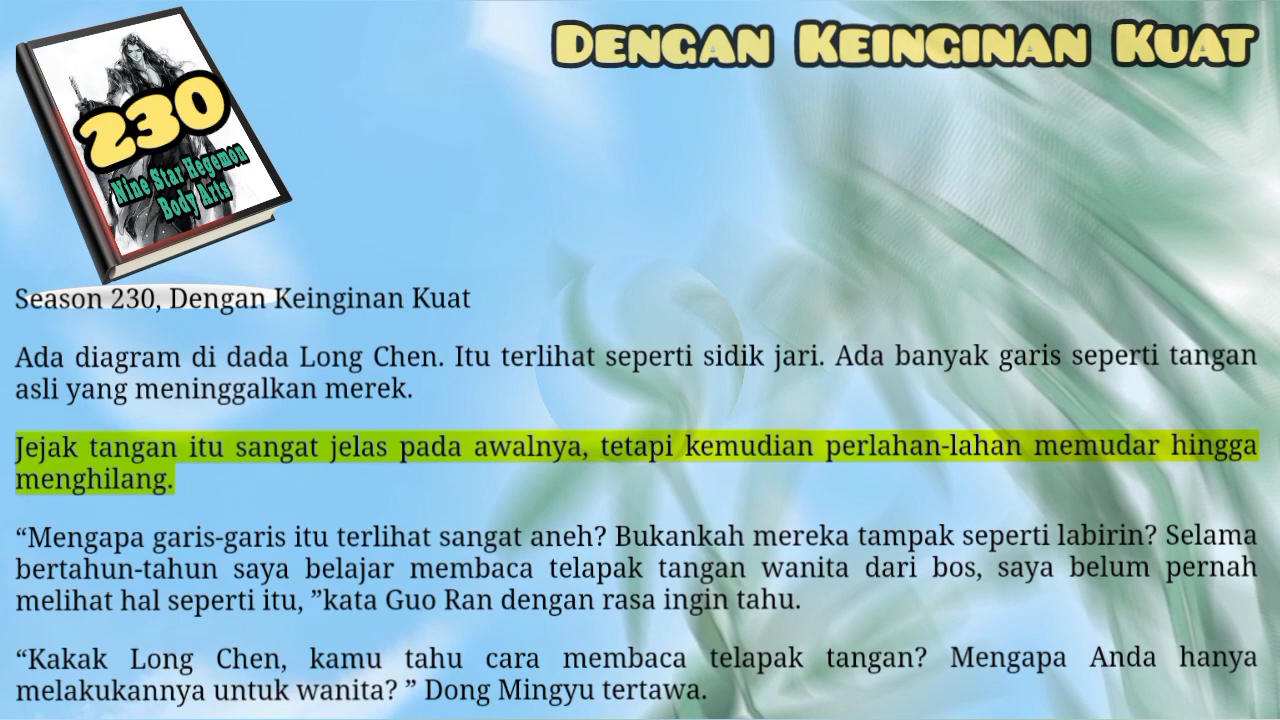 Dengan Keinginan Kuat
230
Nine Star Hegemon
Body Arts
Season 230, Dengan Keinginan Kuat
Ada diagram di dada Long Chen. Itu terlihat seperti sidik jari. Ada banyak garis seperti tangan
asli yang meninggalkan merek.
Jejak tangan itu sangat jelas pada awalnya, tetapi kemudian perlahan-lahan memudar hingga
menghilang.
“Mengapa garis-garis itu terlihat sangat aneh? Bukankah mereka tampak seperti labirin? Selama
bertahun-tahun saya belajar membaca telapak tangan wanita dari bos, saya belum pernah
melihat hal seperti itu, ”kata Guo Ran dengan rasa ingin tahu.
“Kakak Long Chen, kamu tahu cara membaca telapak tangan? Mengapa Anda hanya
melakukannya untuk wanita? ” Dong Mingyu tertawa.